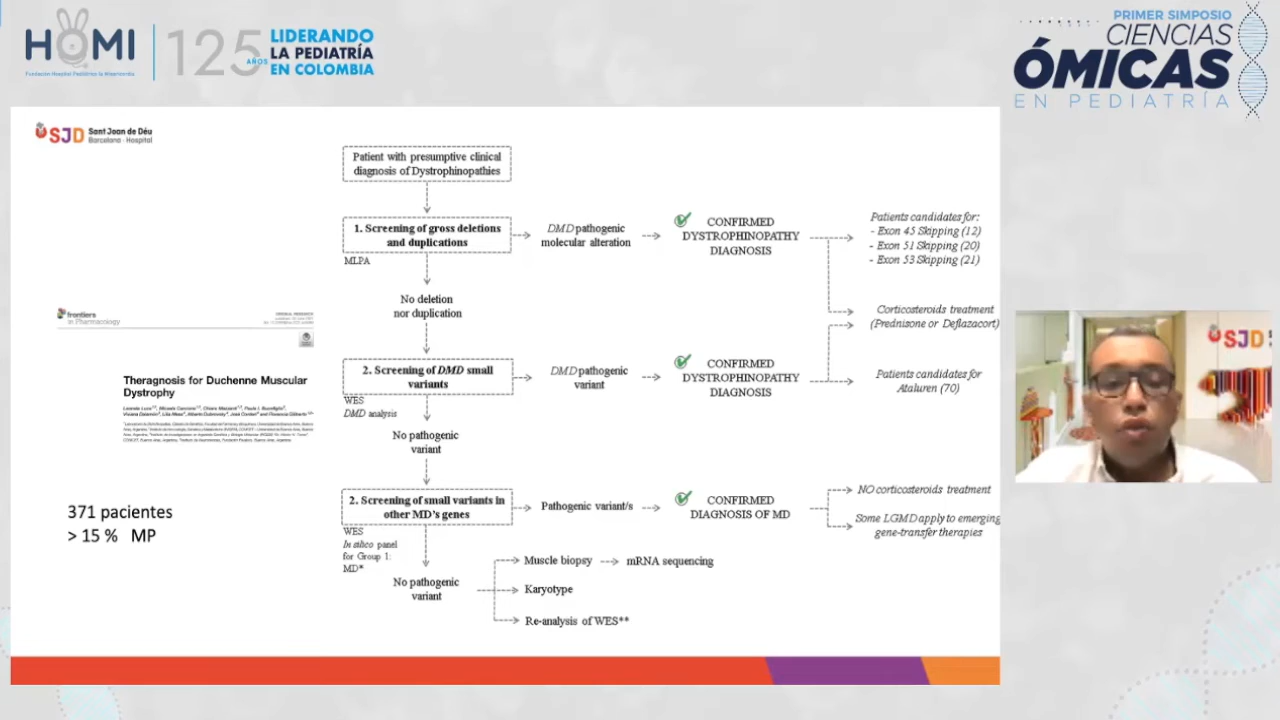 HOMI
Fundación Hospital Pediátrico la Misericordia
125 AÑOS
LIDERANDO
LA PEDIATRÍA
EN COLOMBIA
PRIMER SIMPOSIO
CIENCIAS
ÓMICAS
EN PEDIATRÍA
SJD Sant Joan de Déu
Barcelona · Hospital
Patient with presumptive clinical
diagnosis of Dystrophinopathies
1. Screening of gross deletions
and duplications
MLPA
DMD pathogenic
molecular alteration
CONFIRMED
DYSTROPHINOPATHY
DIAGNOSIS
Patients candidates for:
- Exon 45 Skipping (12)
- Exon 51 Skipping (20)
- Exon 53 Skipping (21)
No deletion
nor duplication
Corticosteroids treatment
(Prednisone or Deflazacort)
frontiers
in Pharmacology
Theragnosis for Duchenne Muscular
Dystrophy
2. Screening of DMD small
variants
WES
DMD analysis
DMD pathogenic
variant
CONFIRMED
DYSTROPHINOPATHY
DIAGNOSIS
Patients candidates for
Ataluren (70)
No pathogenic
variant
371 pacientes
> 15 % MP
2. Screening of small variants in
other MD's genes
WES
In silico panel
for Group 1:
MD*
Pathogenic variant/s
CONFIRMED
DIAGNOSIS OF MD
NO corticosteroids treatment
Some LGMD apply to emerging
gene-transfer therapies
No pathogenic
variant
Muscle biopsy
mRNA sequencing
Karyotype
Re-analysis of WES**
SJD